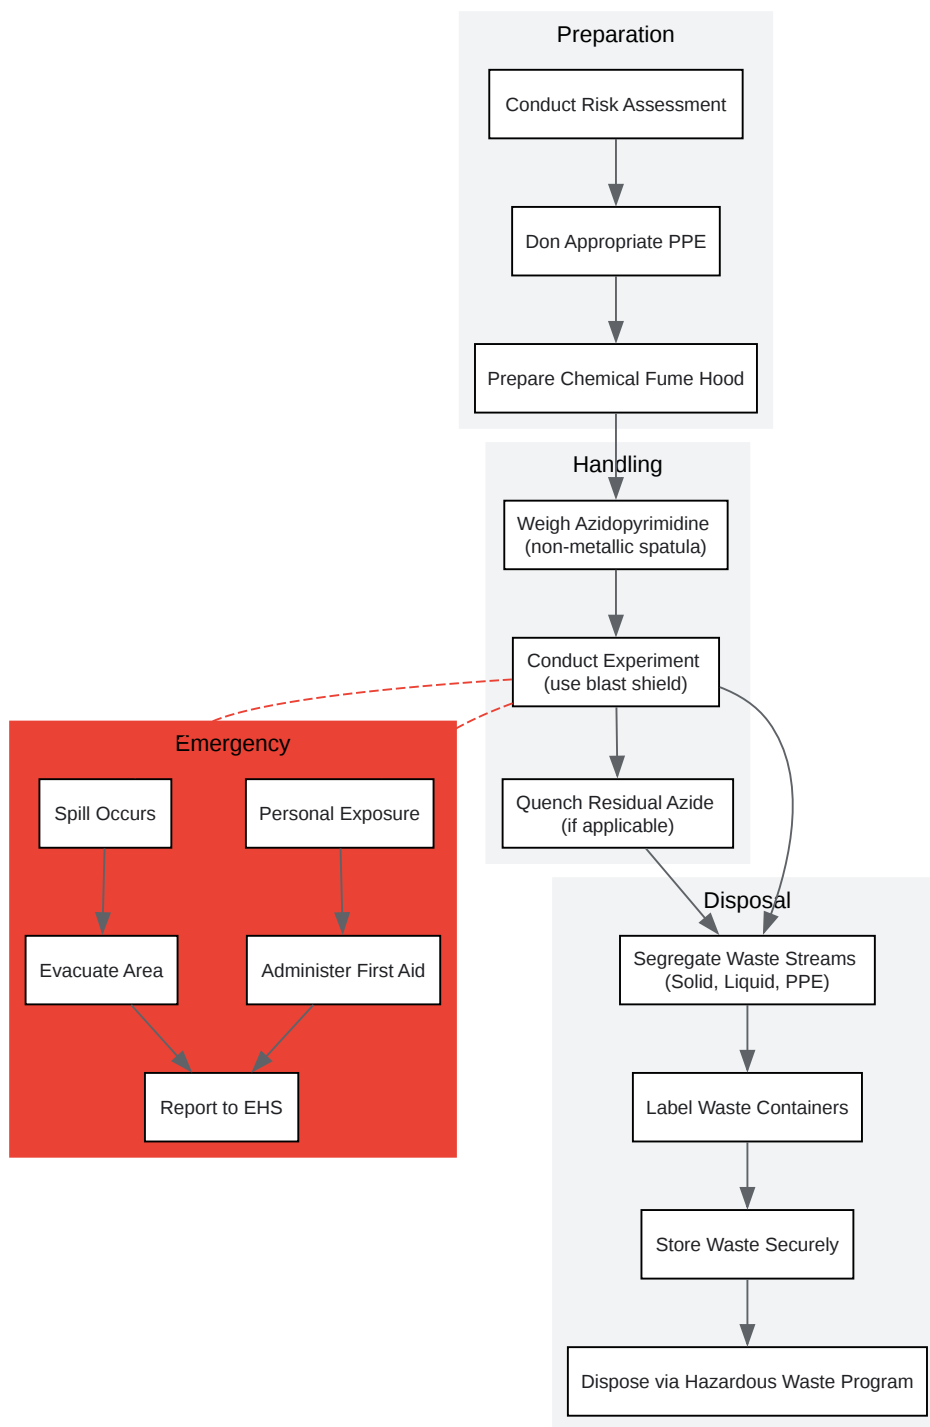 Preparation
Conduct Risk Assessment
Don Appropriate PPE
Prepare Chemical Fume Hood
Handling
Weigh Azidopyrimidine
(non-metallic spatula)
Conduct Experiment
(use blast shield)
Quench Residual Azide
(if applicable)
Emergency
Spill Occurs
Personal Exposure
Evacuate Area
Administer First Aid
Report to EHS
Disposal
Segregate Waste Streams
(Solid, Liquid, PPE)
Label Waste Containers
Store Waste Securely
Dispose via Hazardous Waste Program